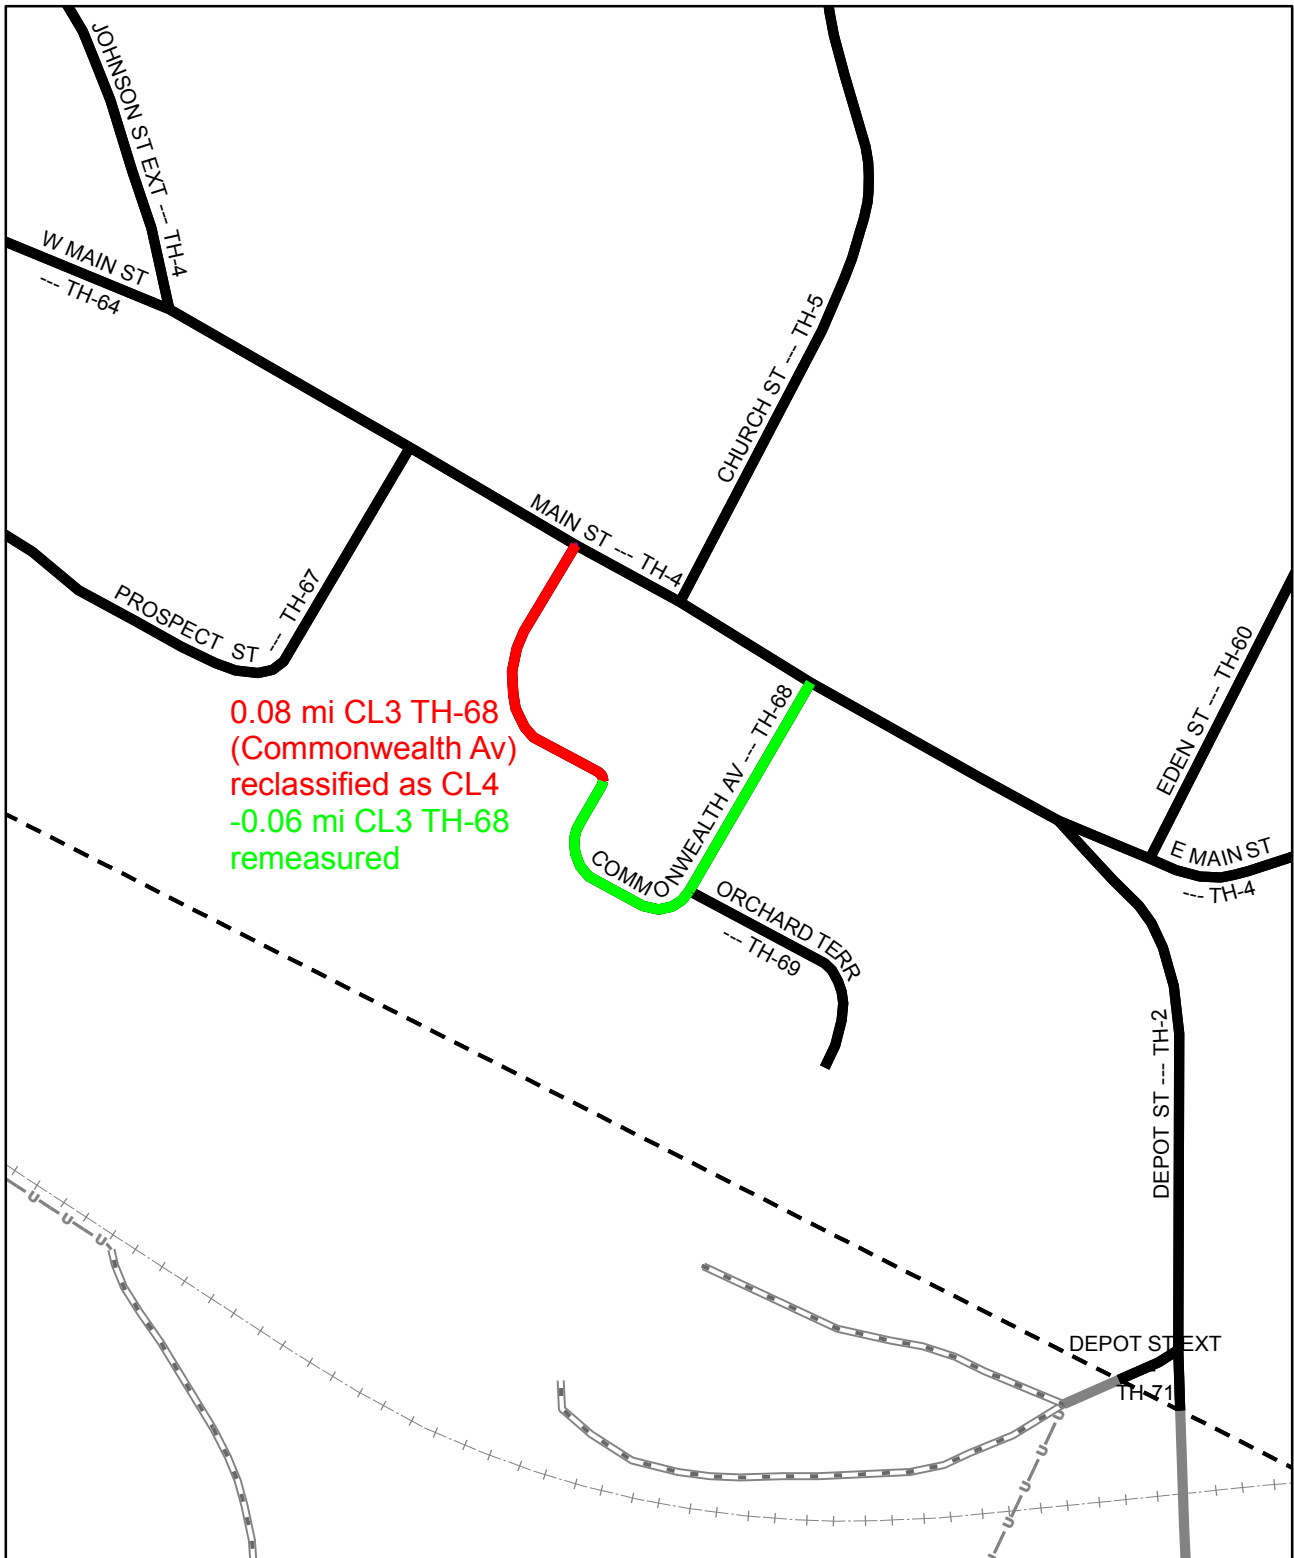 JOHNSON ST EXT --- TH-4
W MAIN ST
--- TH-64
CHURCH ST --- TH-5
MAIN ST --- TH-4
PROSPECT ST --- TH-67
EDEN ST --- TH-60
0.08 mi CL3 TH-68
(Commonwealth Av)
reclassified as CL4
-0.06 mi CL3 TH-68
remeasured
COMMONWEALTH AV --- TH-68
E MAIN ST
--- TH-4
ORCHARD TERR
--- TH-69
DEPOT ST --- TH-2
U
U
U
DEPOT ST EXT
TH-71
U
U
U
U
U